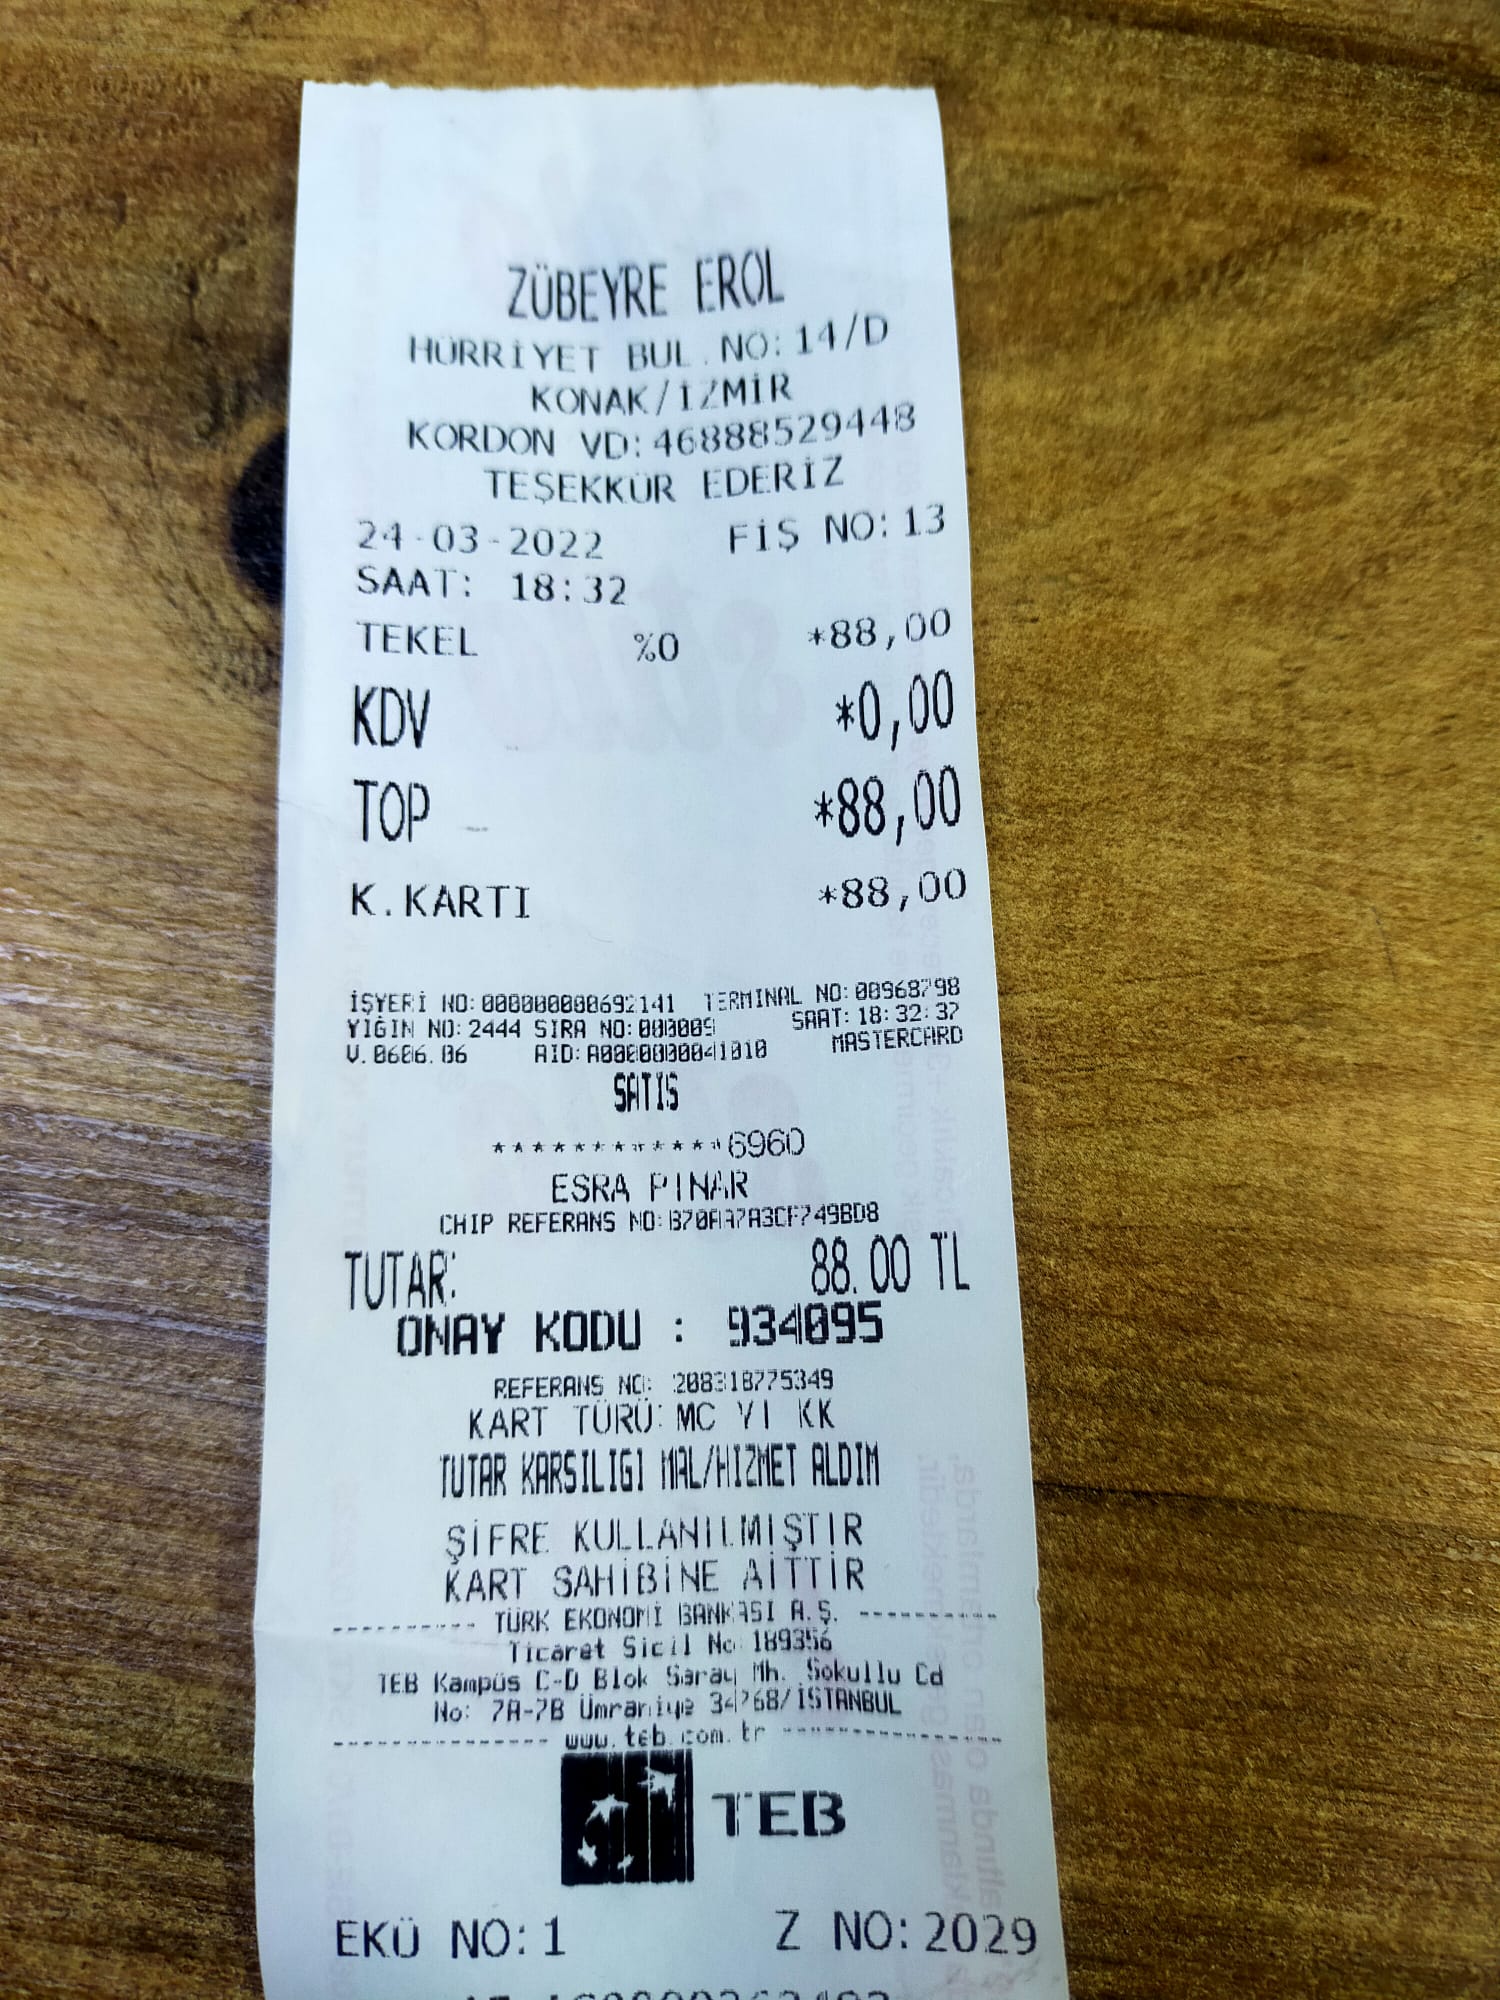 ZÜBEYRE EROL
HÜRRİYET BUL.NO:14/D
KONAK/İZMİR
KORDON VD:46888529448
TEŞEKKÜR EDERİZ
24-03-2022 FİŞ NO:13
SAAT: 18:32
TEKEL %0 *88,00
KDV *0,00
TOP *88,00
K.KARTI *88,00
İŞYERİ NO:000000000692141 TERMINAL NO:00968798
YIĞIN NO:2444 SIRA NO:000009 SAAT:18:32:37
V.0606.06 AID:A0000000041010 MASTERCARD
SATIS
************6960
ESRA PINAR
CHIP REFERANS NO:B70FA7A3CF749BD8
TUTAR: 88.00 TL
ONAY KODU : 934095
REFERANS NO: 208318775349
KART TÜRÜ:MC YI KK
TUTAR KARSILIGI MAL/HIZMET ALDIM
ŞİFRE KULLANILMIŞTIR
KART SAHİBİNE AİTTİR
---------- TÜRK EKONOMİ BANKASI A.Ş. ----------
Ticaret Sicil No 189356
TEB Kampüs C-D Blok Saray Mh. Sokullu Cd
No: 7A-7B Ümraniye 34768/İSTANBUL
--------------- www.teb.com.tr ---------------
TEB
EKÜ NO:1 Z NO:2029